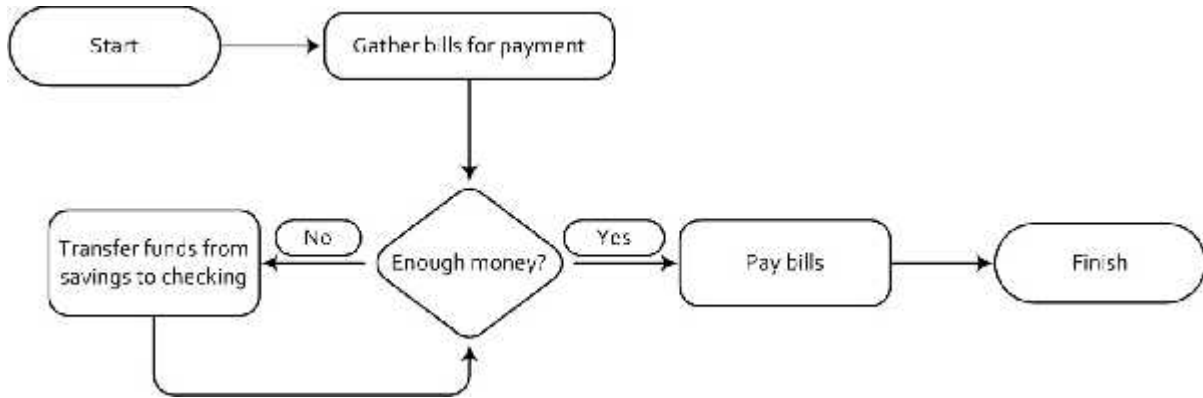 Start
Gather bills for payment
Transfer funds from
savings to checking
No
Enough money?
Yes
Pay bills
Finish